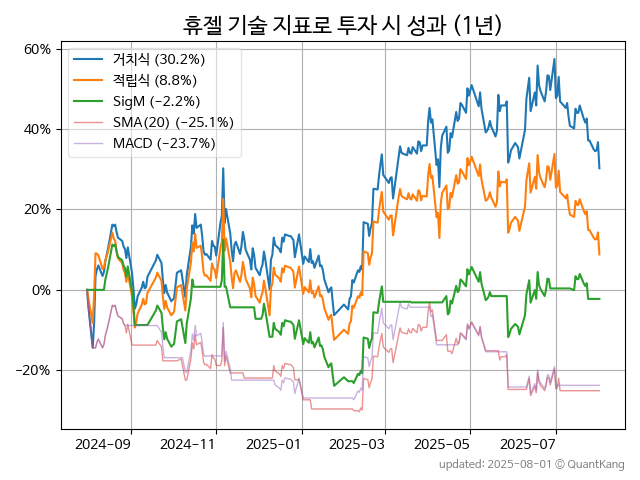 휴젤 기술 지표로 투자 시 성과 (1년)
60%
40%
20%
0%
−20%
거치식 (30.2%)
적립식 (8.8%)
SigM (−2.2%)
SMA(20) (−25.1%)
MACD (−23.7%)
2024-09
2024-11
2025-01
2025-03
2025-05
2025-07
updated: 2025-08-01 © QuantKang